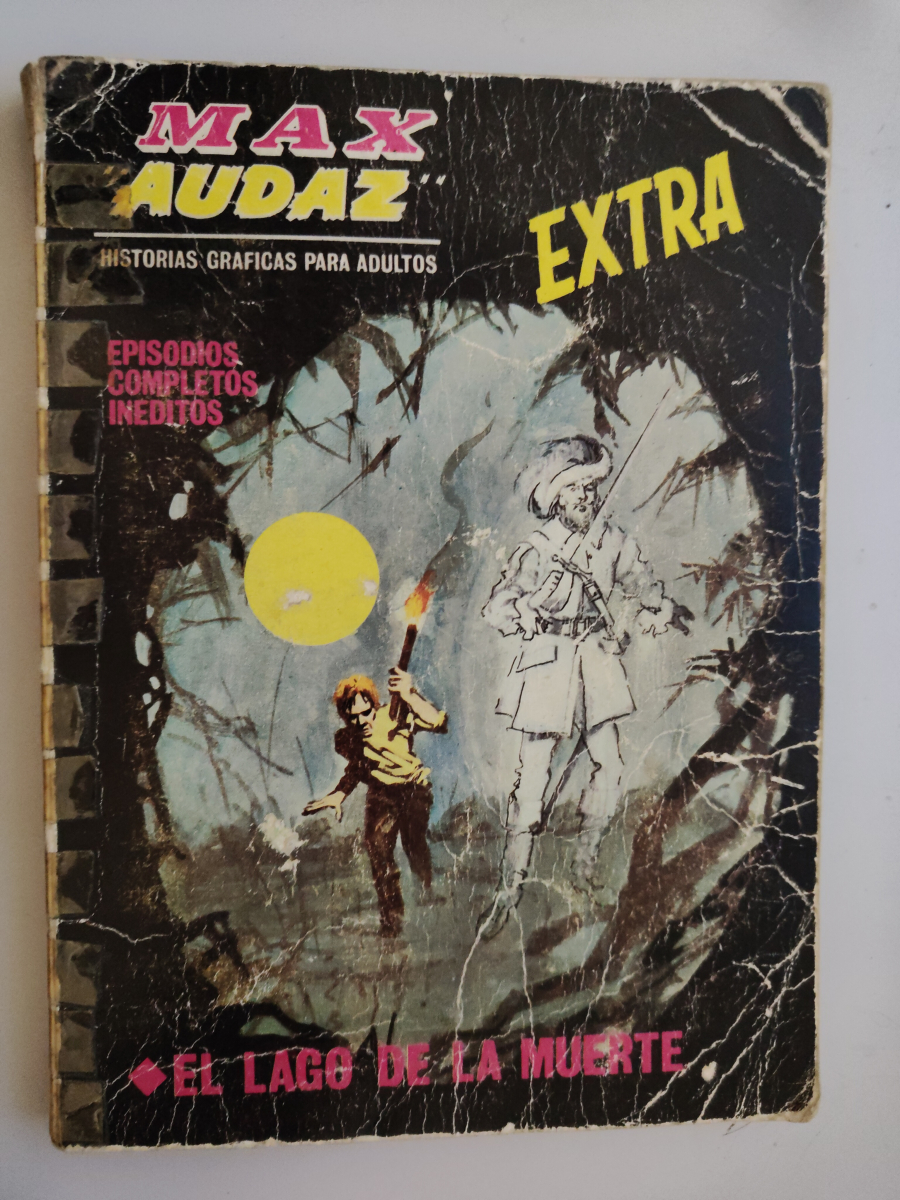 MAX
"AUDAZ"
HISTORIAS GRAFICAS PARA ADULTOS
EXTRA
EPISODIOS
COMPLETOS
INEDITOS
EL LAGO DE LA MUERTE